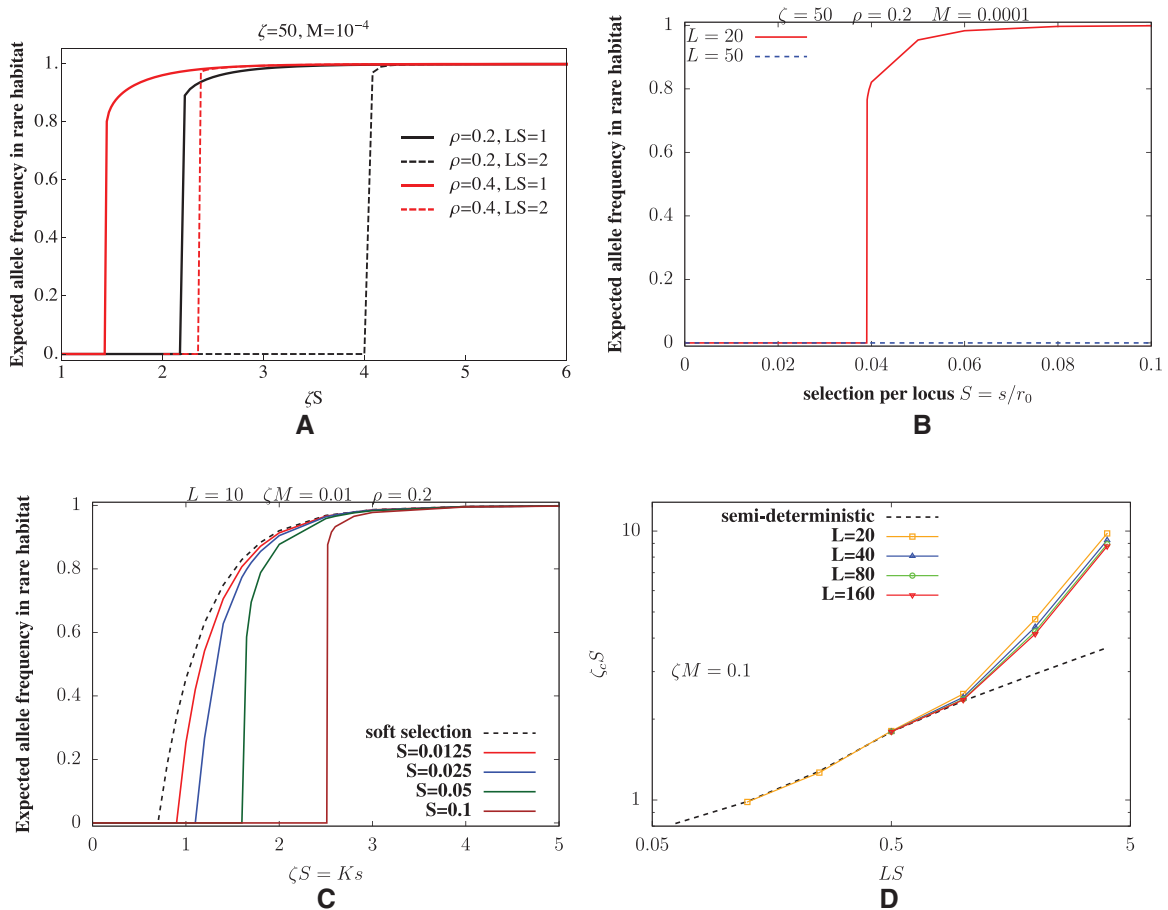 ζ=50, M=10⁻⁴
Expected allele frequency in rare habitat
1.
0.8
0.6
0.4
0.2
0.
ρ=0.2, LS=1
ρ=0.2, LS=2
ρ=0.4, LS=1
ρ=0.4, LS=2
1 2 3 4 5 6
ζS
A
ζ = 50 ρ = 0.2 M = 0.0001
Expected allele frequency in rare habitat
L = 20
L = 50
1
0.8
0.6
0.4
0.2
0
0 0.02 0.04 0.06 0.08 0.1
selection per locus S = s/r₀
B
L = 10 ζM = 0.01 ρ = 0.2
Expected allele frequency in rare habitat
1
0.8
0.6
0.4
0.2
0
soft selection
S=0.0125
S=0.025
S=0.05
S=0.1
0 1 2 3 4 5
ζS = Ks
C
semi-deterministic
L=20
L=40
L=80
L=160
ζM = 0.1
ζ꜀S
10
1
0.05 0.5 5
LS
D